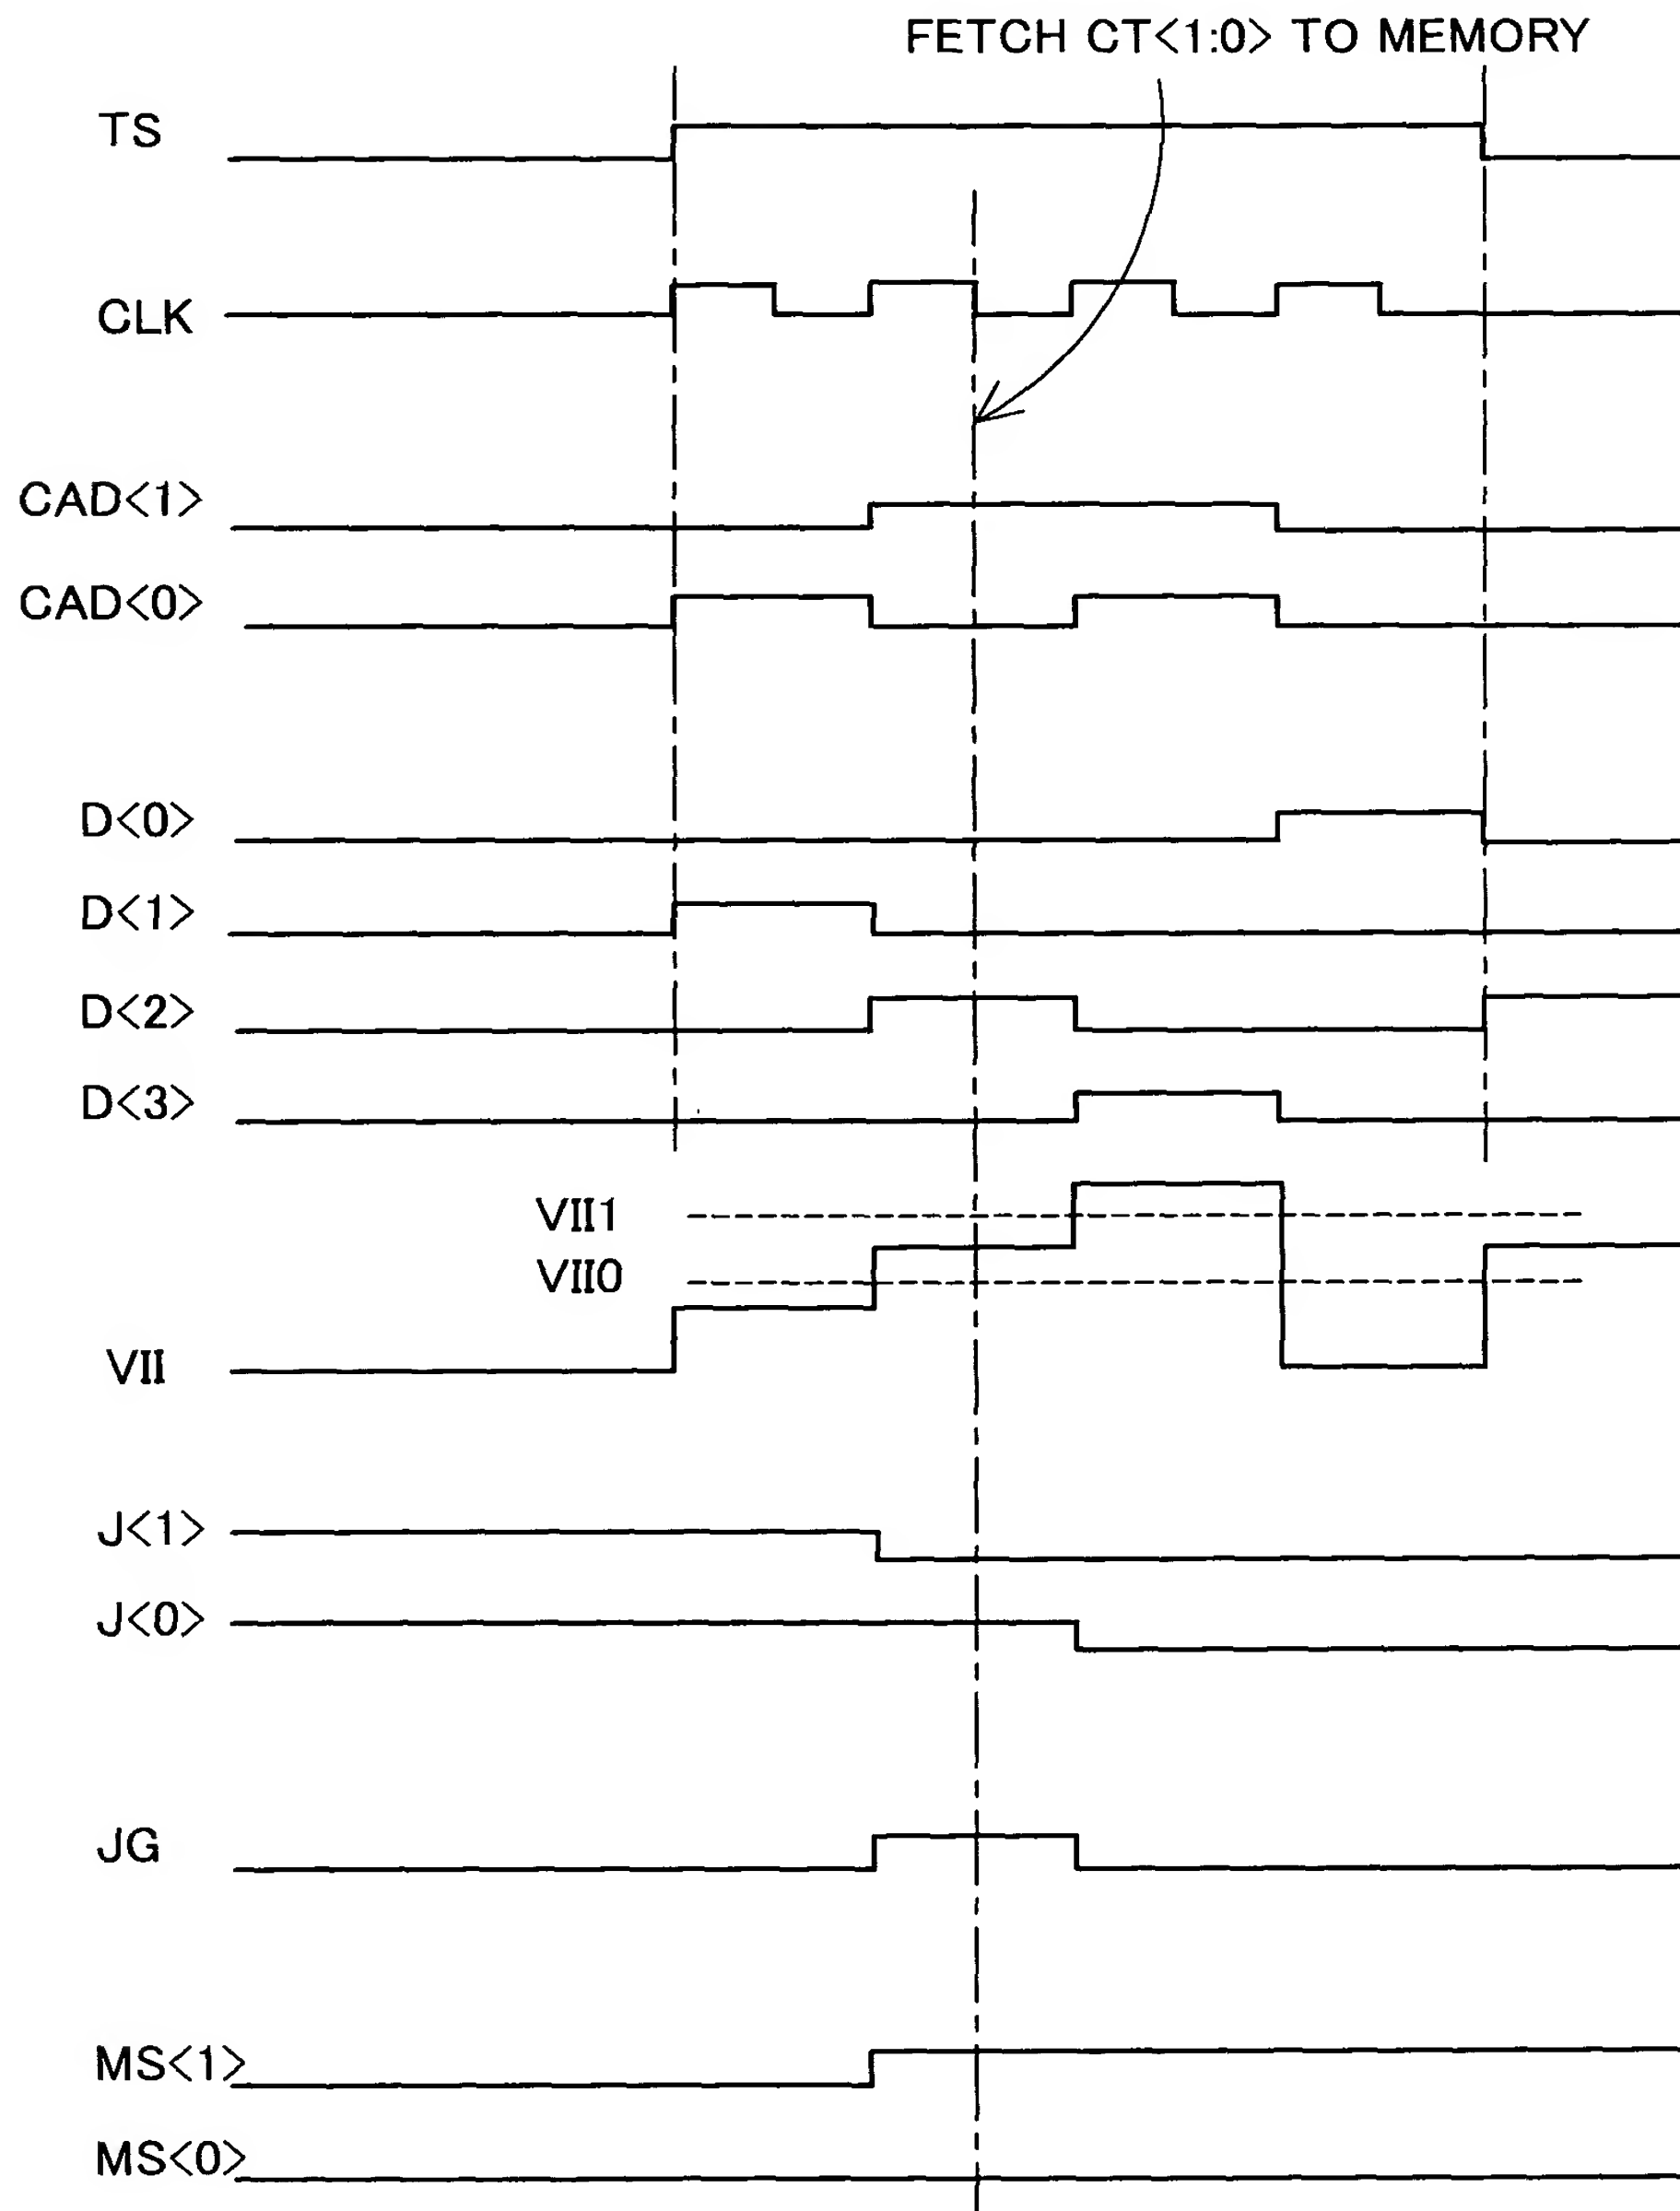 FETCH CT<1:0> TO MEMORY
TS
CLK
CAD<1>
CAD<0>
D<0>
D<1>
D<2>
D<3>
VII1
VII0
VII
J<1>
J<0>
JG
MS<1>
MS<0>